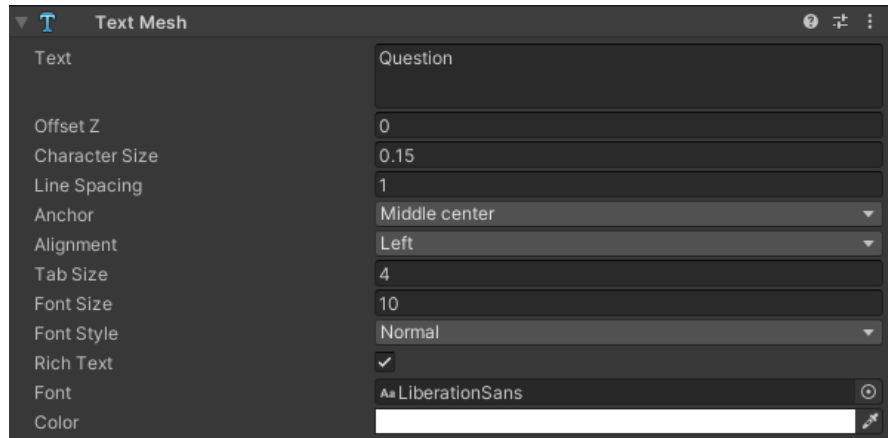 Text Mesh
Text Question
Offset Z 0
Character Size 0.15
Line Spacing 1
Anchor Middle center
Alignment Left
Tab Size 4
Font Size 10
Font Style Normal
Rich Text
Font Aa LiberationSans
Color